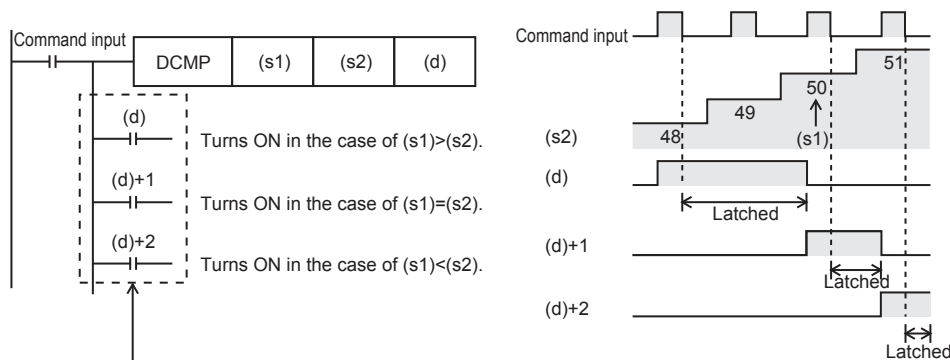 Command input
DCMP (s1) (s2) (d)
(d)
Turns ON in the case of (s1)>(s2).
(d)+1
Turns ON in the case of (s1)=(s2).
(d)+2
Turns ON in the case of (s1)<(s2).
Command input
51
50
49
48
(s1)
(s2)
(d)
Latched
(d)+1
Latched
(d)+2
Latched